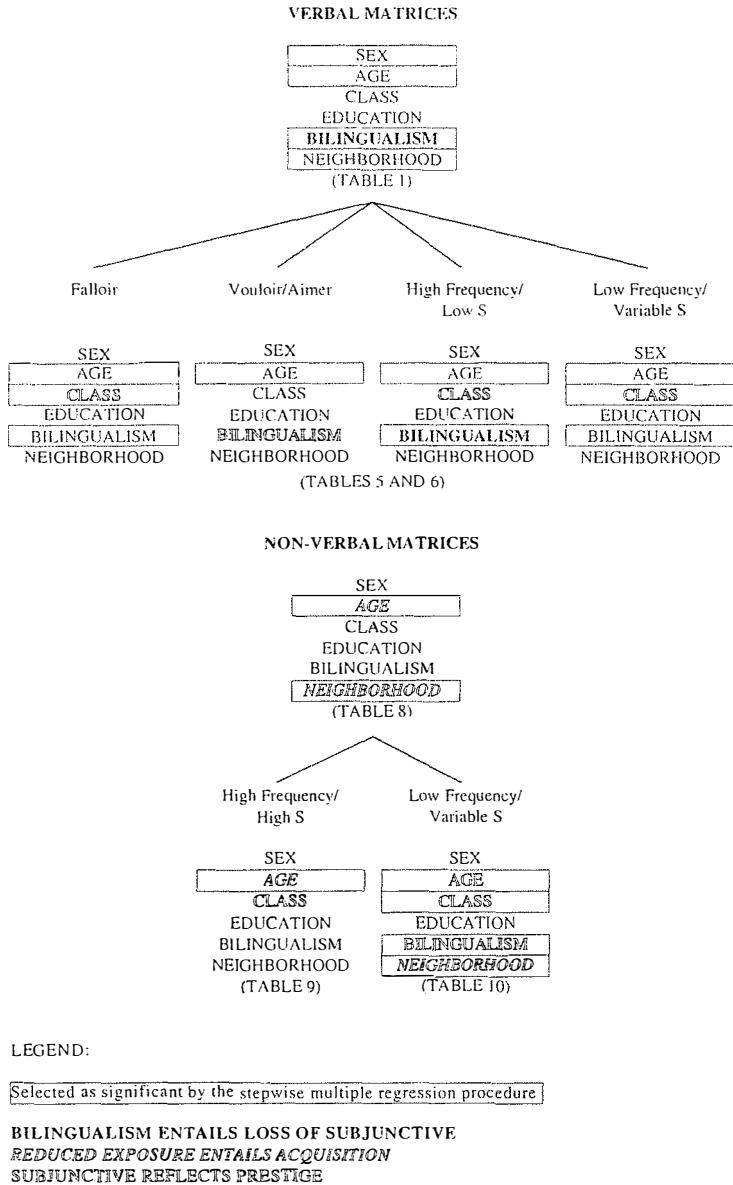 VERBAL MATRICES
SEX
AGE
CLASS
EDUCATION
BILINGUALISM
NEIGHBORHOOD
(TABLE 1)
Falloir
Vouloir/Aimer
High Frequency/
Low S
Low Frequency/
Variable S
SEX
AGE
CLASS
EDUCATION
BILINGUALISM
NEIGHBORHOOD
SEX
AGE
CLASS
EDUCATION
BILINGUALISM
NEIGHBORHOOD
SEX
AGE
CLASS
EDUCATION
BILINGUALISM
NEIGHBORHOOD
SEX
AGE
CLASS
EDUCATION
BILINGUALISM
NEIGHBORHOOD
(TABLES 5 AND 6)
NON-VERBAL MATRICES
SEX
AGE
CLASS
EDUCATION
BILINGUALISM
NEIGHBORHOOD
(TABLE 8)
High Frequency/
High S
Low Frequency/
Variable S
SEX
AGE
CLASS
EDUCATION
BILINGUALISM
NEIGHBORHOOD
(TABLE 9)
SEX
AGE
CLASS
EDUCATION
BILINGUALISM
NEIGHBORHOOD
(TABLE 10)
LEGEND:
Selected as significant by the stepwise multiple regression procedure
BILINGUALISM ENTAILS LOSS OF SUBJUNCTIVE
REDUCED EXPOSURE ENTAILS ACQUISITION
SUBJUNCTIVE REFLECTS PRESTIGE